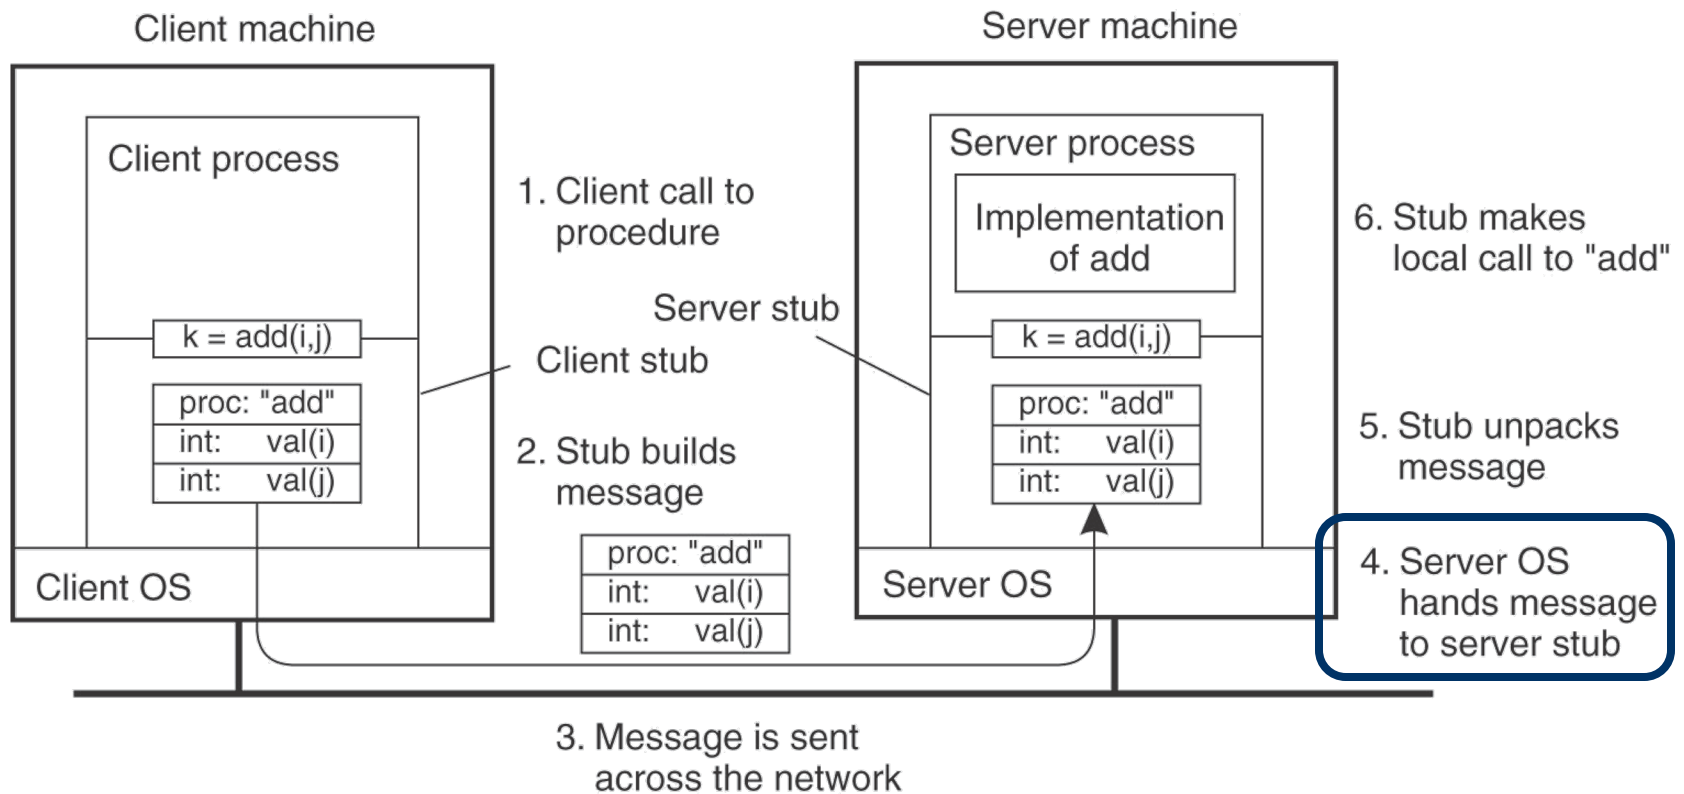 Client machine
Server machine
Client process
1. Client call to
procedure
Server process
Implementation
of add
6. Stub makes
local call to "add"
Server stub
k = add(i,j)
k = add(i,j)
Client stub
proc: "add"
int: val(i)
int: val(j)
2. Stub builds
message
proc: "add"
int: val(i)
int: val(j)
proc: "add"
int: val(i)
int: val(j)
5. Stub unpacks
message
Client OS
Server OS
4. Server OS
hands message
to server stub
3. Message is sent
across the network